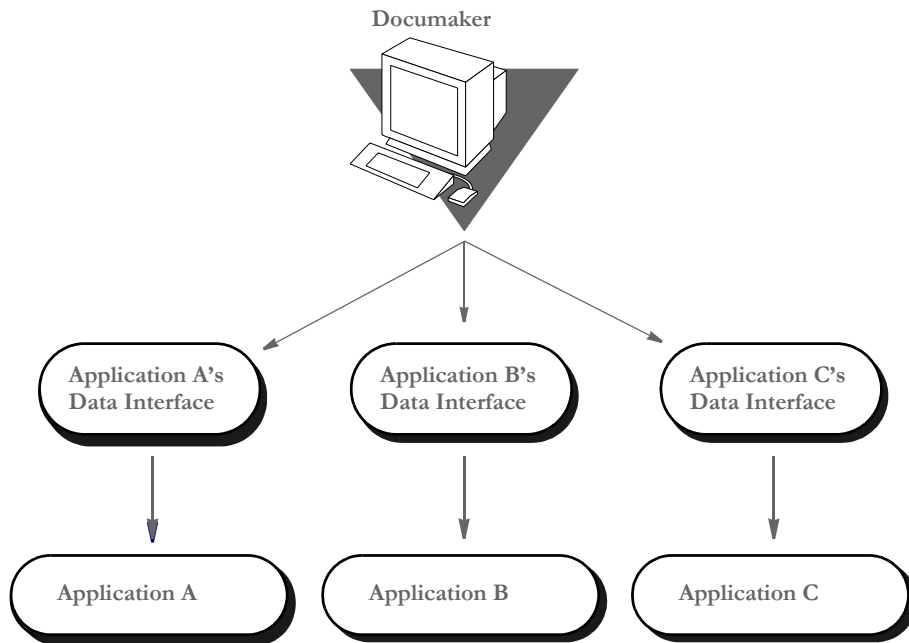 Documaker
Application A’s
Data Interface
Application B’s
Data Interface
Application C’s
Data Interface
Application A
Application B
Application C